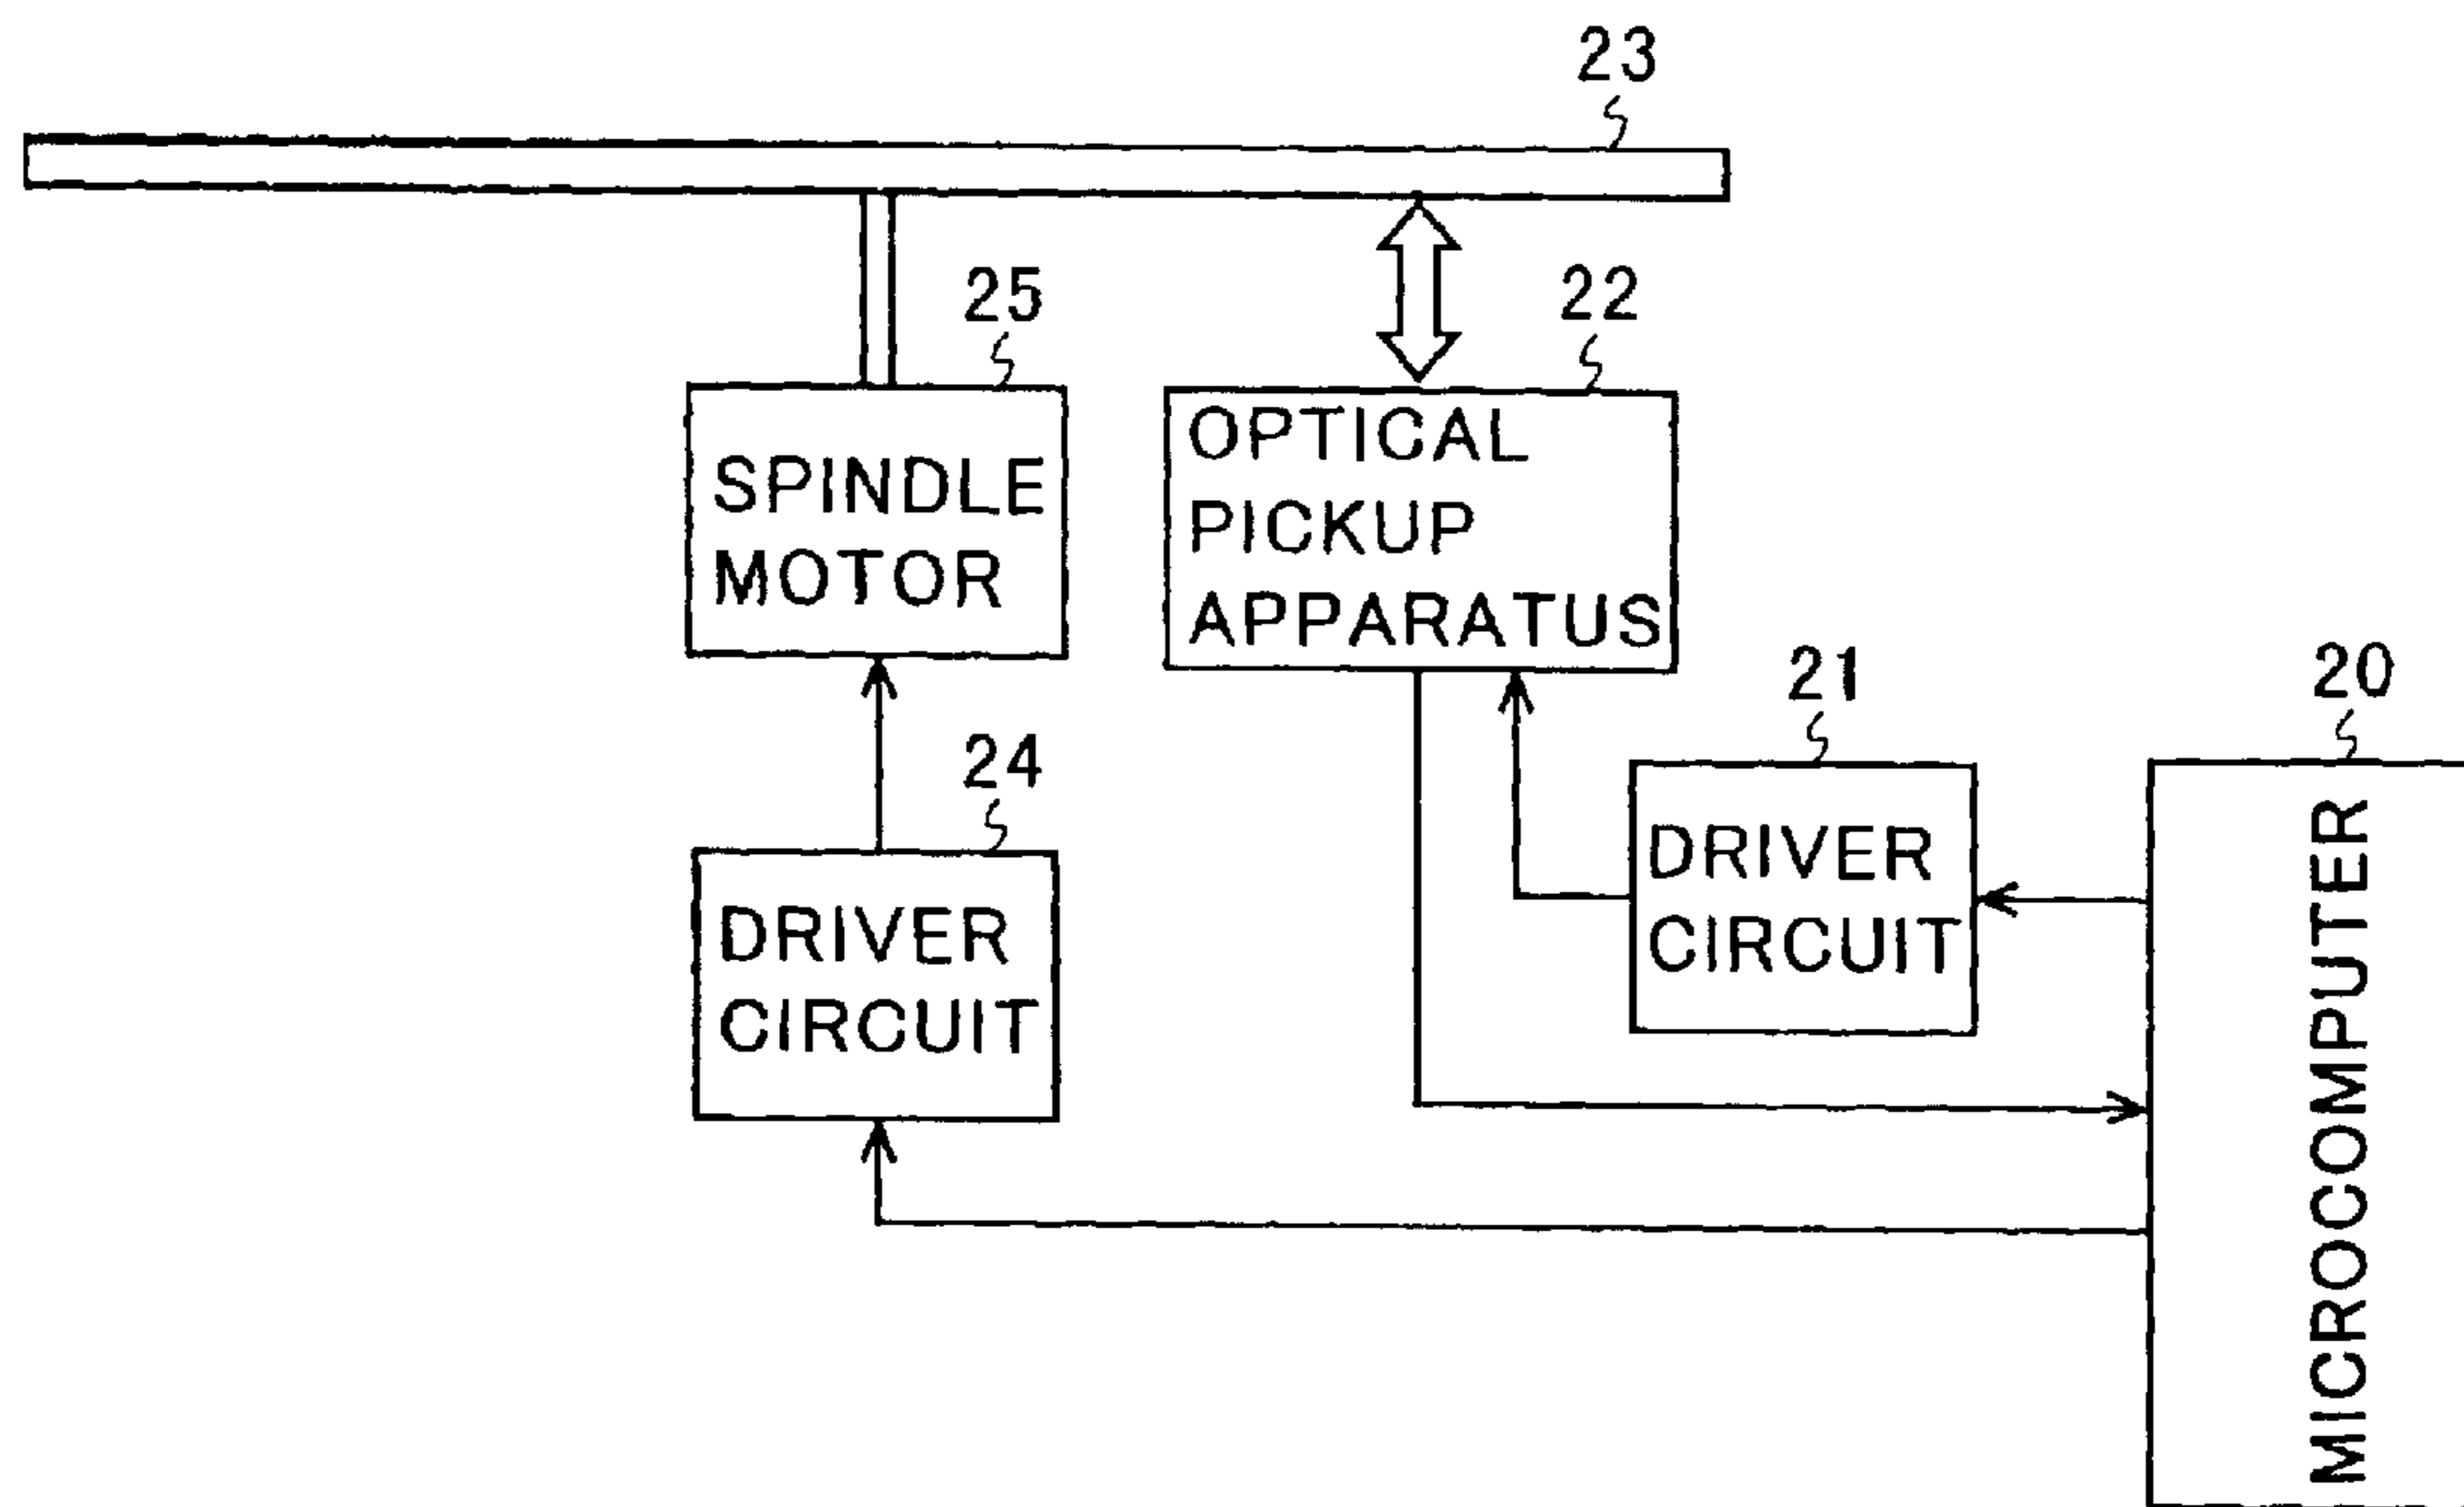 23
25
22
SPINDLE
MOTOR
OPTICAL
PICKUP
APPARATUS
24
21
20
DRIVER
CIRCUIT
DRIVER
CIRCUIT
MICROCOMPUTER